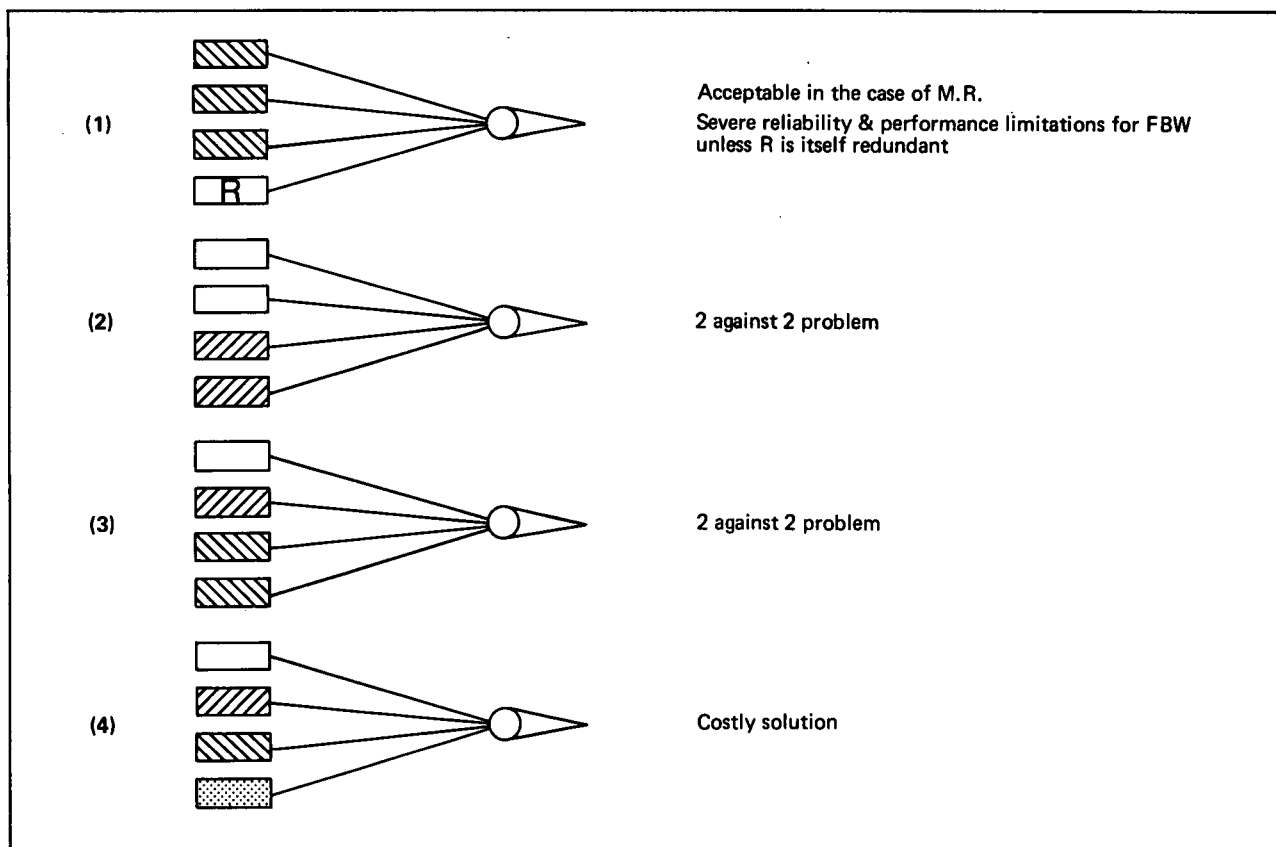 (1)
Acceptable in the case of M.R.
Severe reliability & performance limitations for FBW
unless R is itself redundant
R
(2)
2 against 2 problem
(3)
2 against 2 problem
(4)
Costly solution